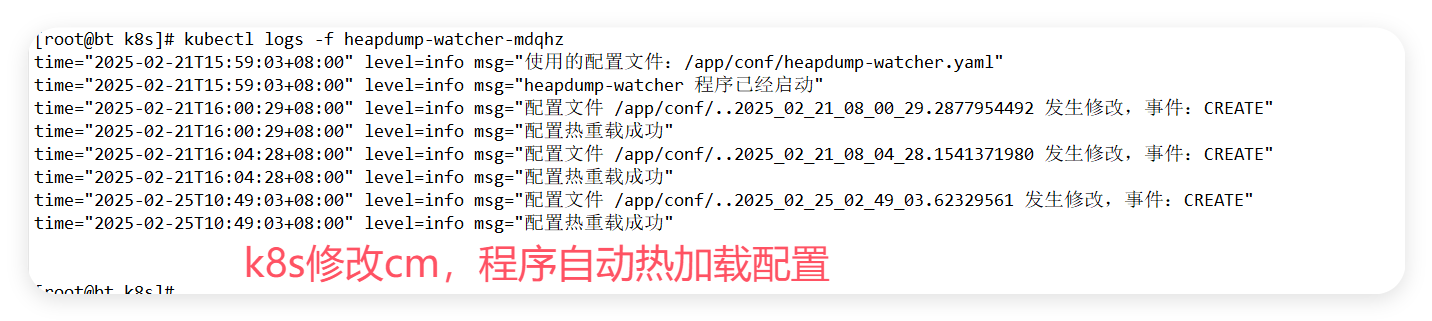 [root@bt k8s]# kubectl logs -f heapdump-watcher-mdqhz
time="2025-02-21T15:59:03+08:00" level=info msg="使用的配置文件：/app/conf/heapdump-watcher.yaml"
time="2025-02-21T15:59:03+08:00" level=info msg="heapdump-watcher 程序已经启动"
time="2025-02-21T16:00:29+08:00" level=info msg="配置文件 /app/conf/..2025_02_21_08_00_29.2877954492 发生修改，事件：CREATE"
time="2025-02-21T16:00:29+08:00" level=info msg="配置热重载成功"
time="2025-02-21T16:04:28+08:00" level=info msg="配置文件 /app/conf/..2025_02_21_08_04_28.1541371980 发生修改，事件：CREATE"
time="2025-02-21T16:04:28+08:00" level=info msg="配置热重载成功"
time="2025-02-25T10:49:03+08:00" level=info msg="配置文件 /app/conf/..2025_02_25_02_49_03.62329561 发生修改，事件：CREATE"
time="2025-02-25T10:49:03+08:00" level=info msg="配置热重载成功"
k8s修改cm，程序自动热加载配置
[root@bt k8s]#